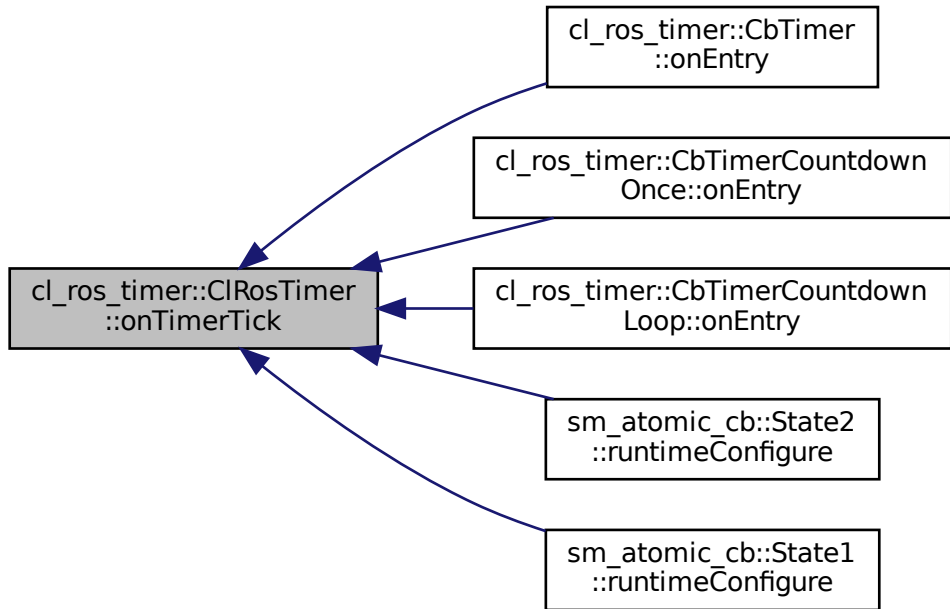 cl_ros_timer::CbTimer
::onEntry
cl_ros_timer::CbTimerCountdown
Once::onEntry
cl_ros_timer::ClRosTimer
::onTimerTick
cl_ros_timer::CbTimerCountdown
Loop::onEntry
sm_atomic_cb::State2
::runtimeConfigure
sm_atomic_cb::State1
::runtimeConfigure